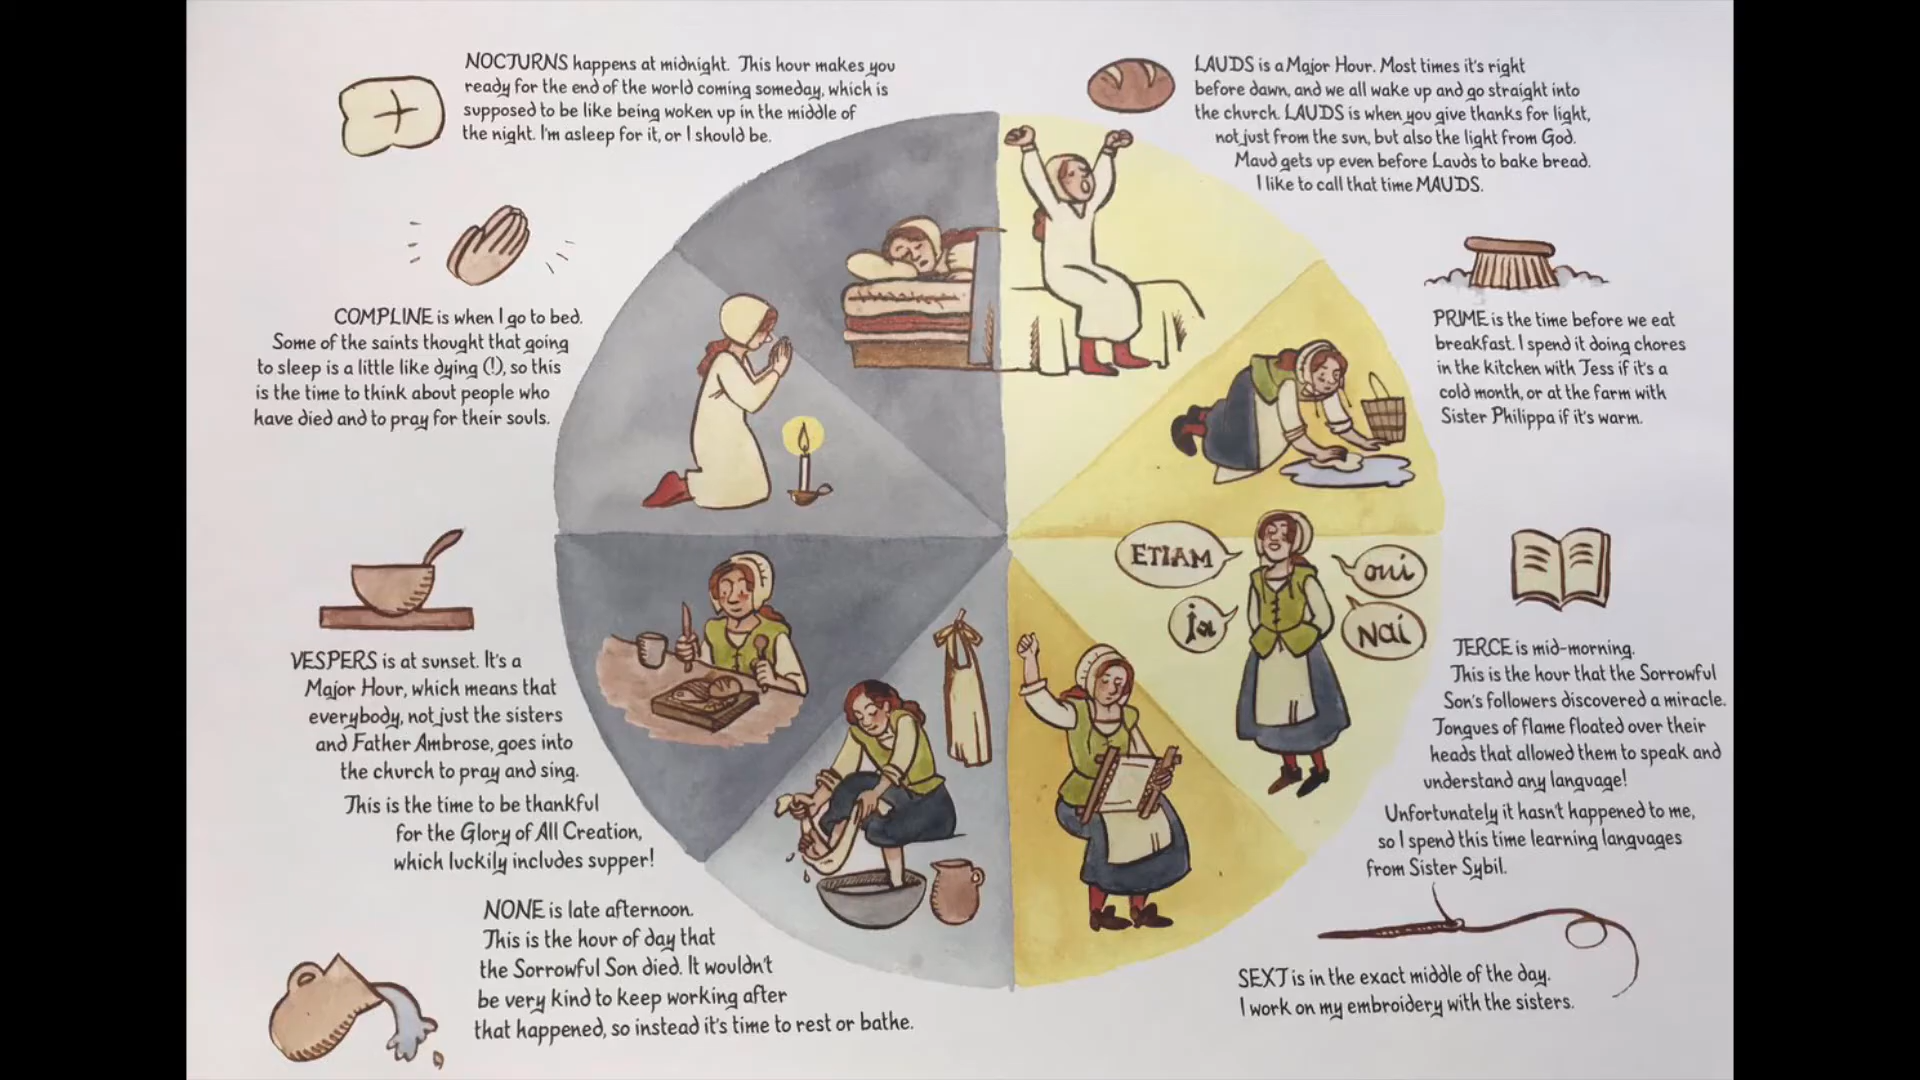 NOCTURNS happens at midnight. This hour makes you
ready for the end of the world coming someday, which is
supposed to be like being woken up in the middle of
the night. I'm asleep for it, or I should be.
LAUDS is a Major Hour. Most times it's right
before dawn, and we all wake up and go straight into
the church. LAUDS is when you give thanks for light,
not just from the sun, but also the light from God.
Maud gets up even before Lauds to bake bread.
I like to call that time MAUDS.
PRIME is the time before we eat
breakfast. I spend it doing chores
in the kitchen with Jess if it's a
cold month, or at the farm with
Sister Philippa if it's warm.
ETIAM
oui
ja
Nai
TERCE is mid-morning.
This is the hour that the Sorrowful
Son's followers discovered a miracle.
Tongues of flame floated over their
heads that allowed them to speak and
understand any language!
Unfortunately it hasn't happened to me,
so I spend this time learning languages
from Sister Sybil.
SEXT is in the exact middle of the day.
I work on my embroidery with the sisters.
NONE is late afternoon.
This is the hour of day that
the Sorrowful Son died. It wouldn't
be very kind to keep working after
that happened, so instead it's time to rest or bathe.
VESPERS is at sunset. It's a
Major Hour, which means that
everybody, not just the sisters
and Father Ambrose, goes into
the church to pray and sing.
This is the time to be thankful
for the Glory of All Creation,
which luckily includes supper!
COMPLINE is when I go to bed.
Some of the saints thought that going
to sleep is a little like dying (!), so this
is the time to think about people who
have died and to pray for their souls.